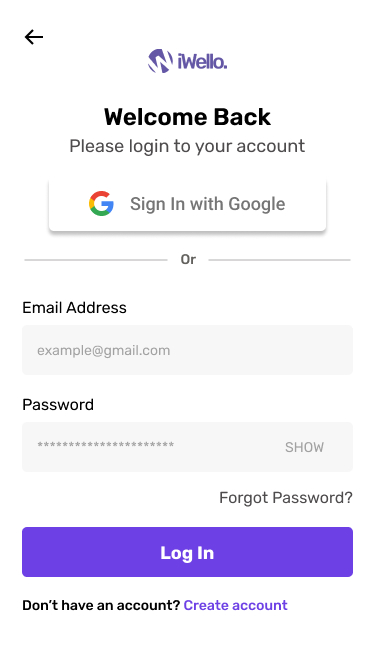 iWello.
Welcome Back
Please login to your account
Sign In with Google
Or
Email Address
example@gmail.com
Password
**********************
SHOW
Forgot Password?
Log In
Don’t have an account? Create account